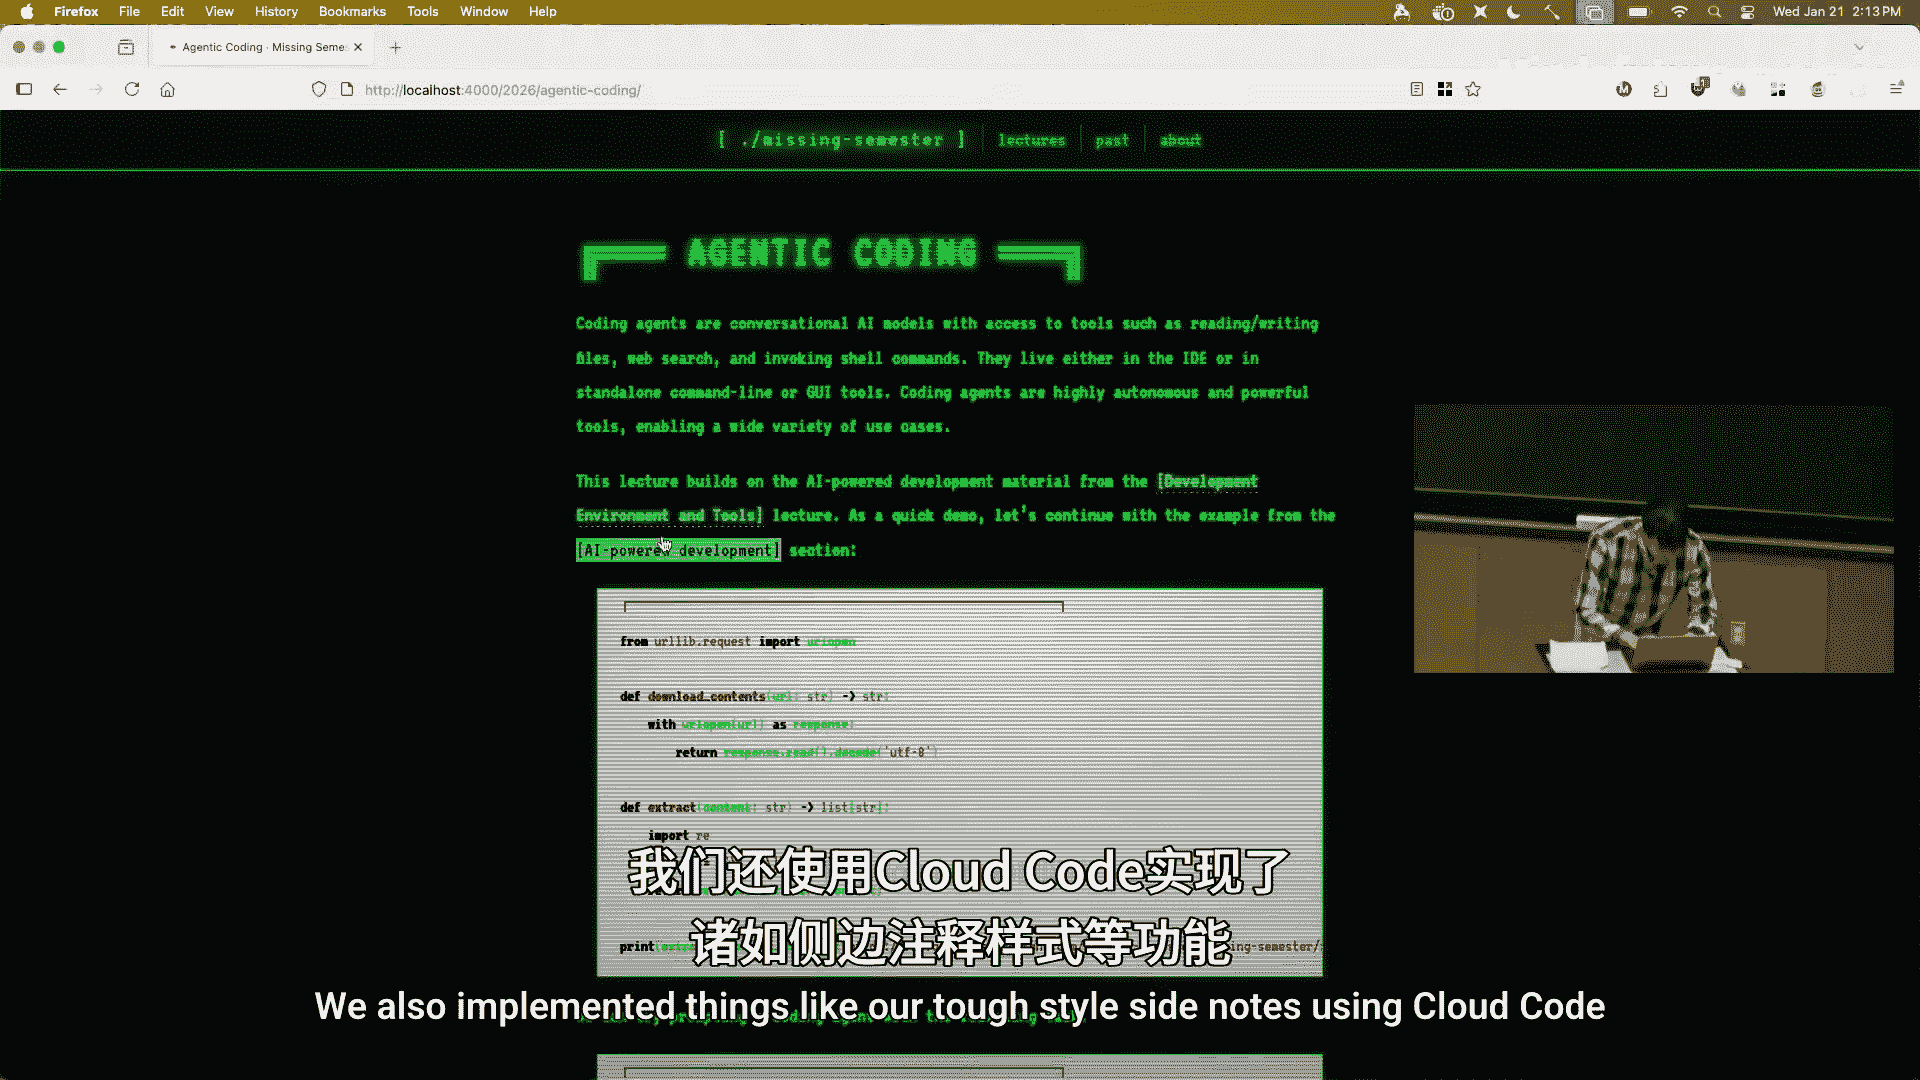 Firefox File Edit View History Bookmarks Tools Window Help Wed Jan 21 2:13 PM
Agentic Coding · Missing Seme
http://localhost:4000/2026/agentic-coding/
[ ./missing-semester ] lectures past about
AGENTIC CODING
Coding agents are conversational AI models with access to tools such as reading/writing
files, web search, and invoking shell commands. They live either in the IDE or in
standalone command-line or GUI tools. Coding agents are highly autonomous and powerful
tools, enabling a wide variety of use cases.
This lecture builds on the AI-powered development material from the [Development
Environment and Tools] lecture. As a quick demo, let's continue with the example from the
[AI-powered development] section:
from urllib.request import urlopen
def download_contents(url: str) -> str:
with urlopen(url) as response:
return response.read().decode('utf-8')
def extract(content: str) -> list[str]:
import re
我们还使用Cloud Code实现了
诸如侧边注释样式等功能
print( ing-semester/
We also implemented things like our tough style side notes using Cloud Code